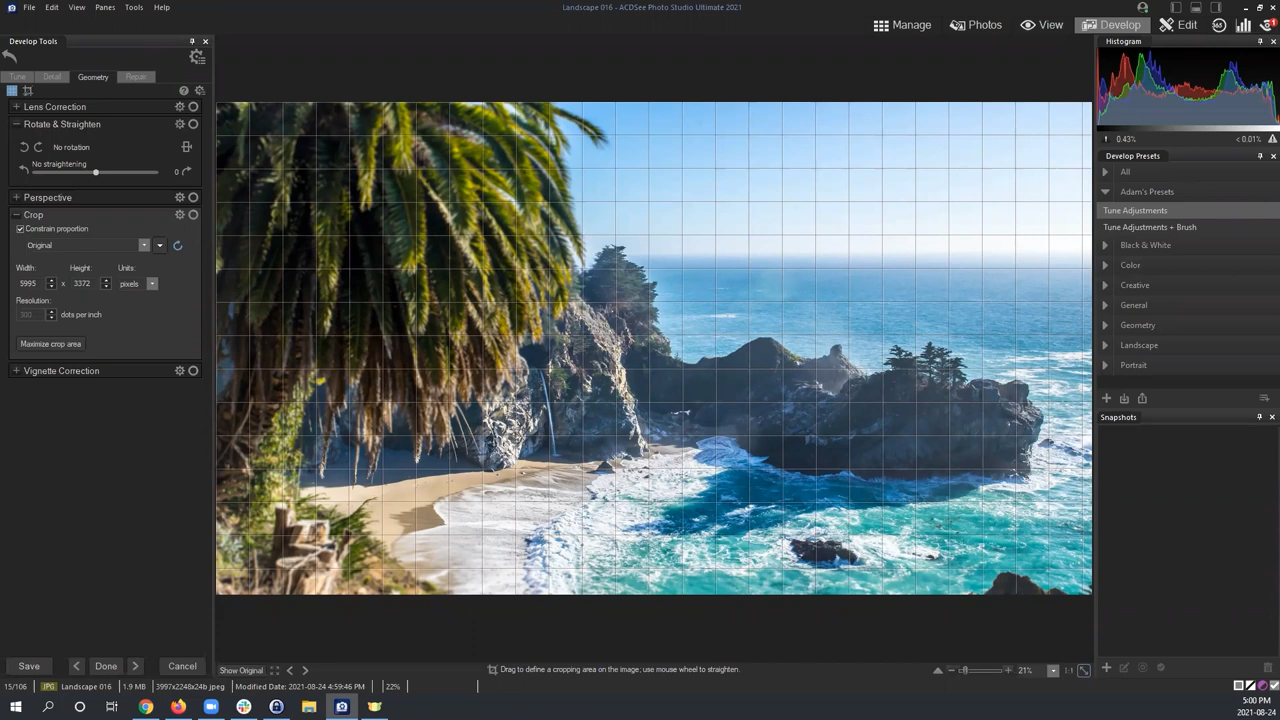 File Edit View Panes Tools Help
Landscape 016 - ACDSee Photo Studio Ultimate 2021
Manage Photos View Develop Edit 365
Develop Tools
Tune Detail Geometry Repair
Lens Correction
Rotate & Straighten
No rotation
No straightening
0
Perspective
Crop
Constrain proportion
Original
Width: Height: Units:
5995 x 3372 pixels
Resolution:
300 dots per inch
Maximize crop area
Vignette Correction
Histogram
0.43% < 0.01%
Develop Presets
All
Adam's Presets
Tune Adjustments
Tune Adjustments + Brush
Black & White
Color
Creative
General
Geometry
Landscape
Portrait
Snapshots
Save Done Cancel
Show Original
Drag to define a cropping area on the image; use mouse wheel to straighten.
21% 1:1
15/106 JPG Landscape 016 1.9 MB 3997x2248x24b jpeg Modified Date: 2021-08-24 4:59:46 PM 22%
5:00 PM
2021-08-24